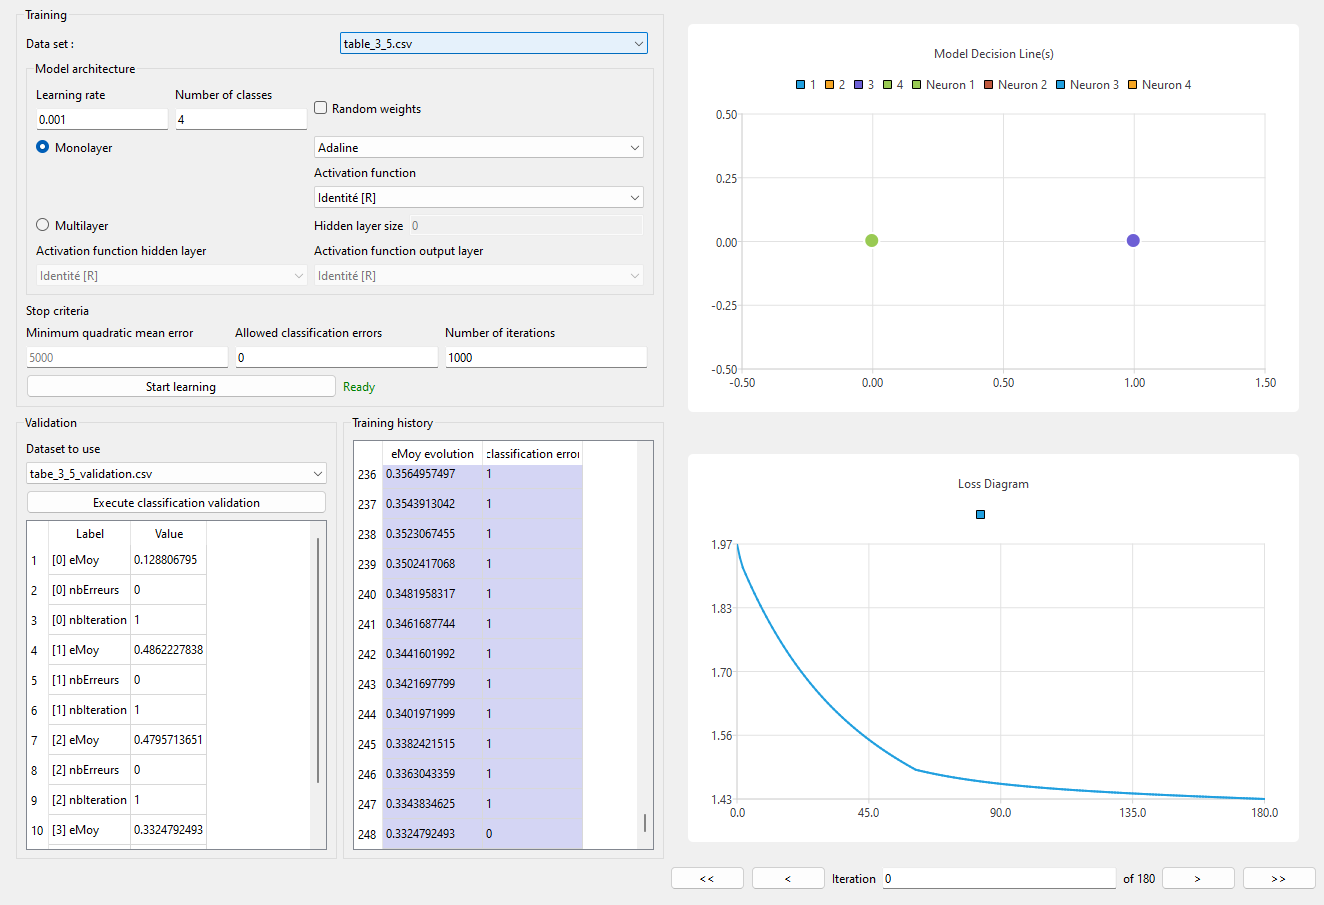 Training
Data set :
table_3_5.csv
Model architecture
Learning rate
Number of classes
0.001
4
Random weights
Monolayer
Adaline
Activation function
Identité [R]
Multilayer
Hidden layer size
0
Activation function hidden layer
Activation function output layer
Identité [R]
Identité [R]
Stop criteria
Minimum quadratic mean error
Allowed classification errors
Number of iterations
5000
0
1000
Start learning
Ready
Validation
Dataset to use
tabe_3_5_validation.csv
Execute classification validation
Label Value
1 [0] eMoy 0.128806795
2 [0] nbErreurs 0
3 [0] nbIteration 1
4 [1] eMoy 0.4862227838
5 [1] nbErreurs 0
6 [1] nbIteration 1
7 [2] eMoy 0.4795713651
8 [2] nbErreurs 0
9 [2] nbIteration 1
10 [3] eMoy 0.3324792493
Training history
eMoy evolution classification error
236 0.3564957497 1
237 0.3543913042 1
238 0.3523067455 1
239 0.3502417068 1
240 0.3481958317 1
241 0.3461687744 1
242 0.3441601992 1
243 0.3421697799 1
244 0.3401971999 1
245 0.3382421515 1
246 0.3363043359 1
247 0.3343834625 1
248 0.3324792493 0
Model Decision Line(s)
1 2 3 4 Neuron 1 Neuron 2 Neuron 3 Neuron 4
0.50
0.25
0.00
-0.25
-0.50
-0.50 0.00 0.50 1.00 1.50
Loss Diagram
1.97
1.83
1.70
1.56
1.43
0.0 45.0 90.0 135.0 180.0
<< < Iteration 0 of 180 > >>